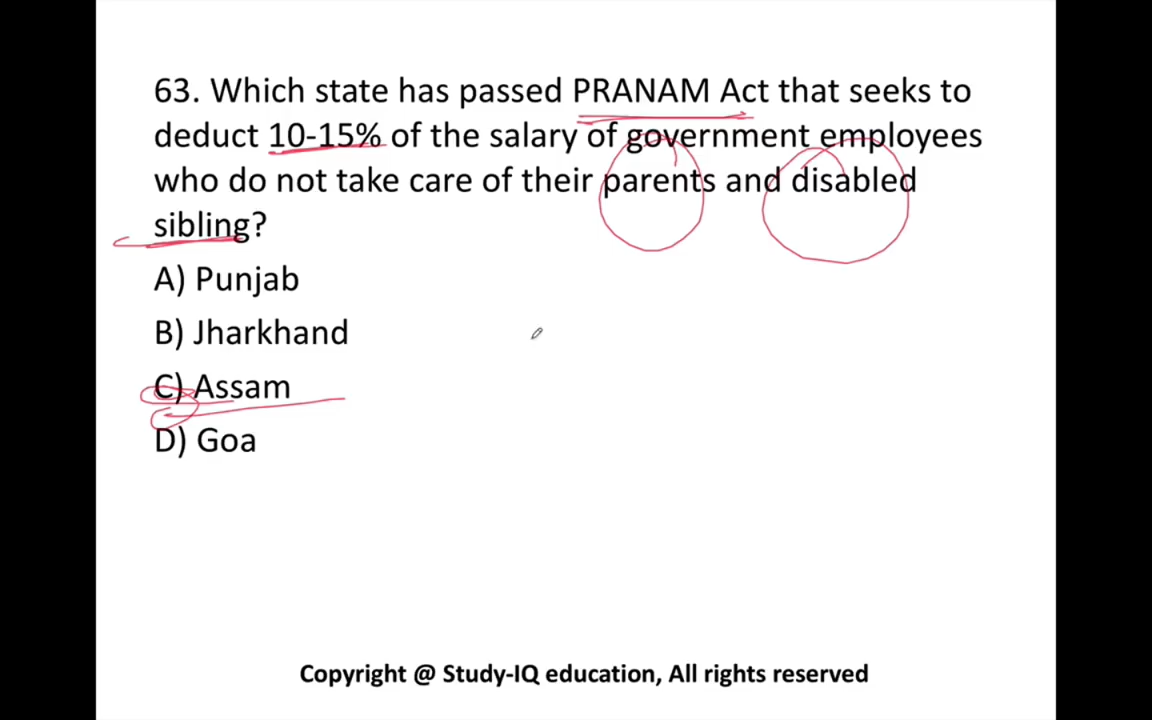 63. Which state has passed PRANAM Act that seeks to
deduct 10-15% of the salary of government employees
who do not take care of their parents and disabled
sibling?
A) Punjab
B) Jharkhand
C) Assam
D) Goa
Copyright @ Study-IQ education, All rights reserved